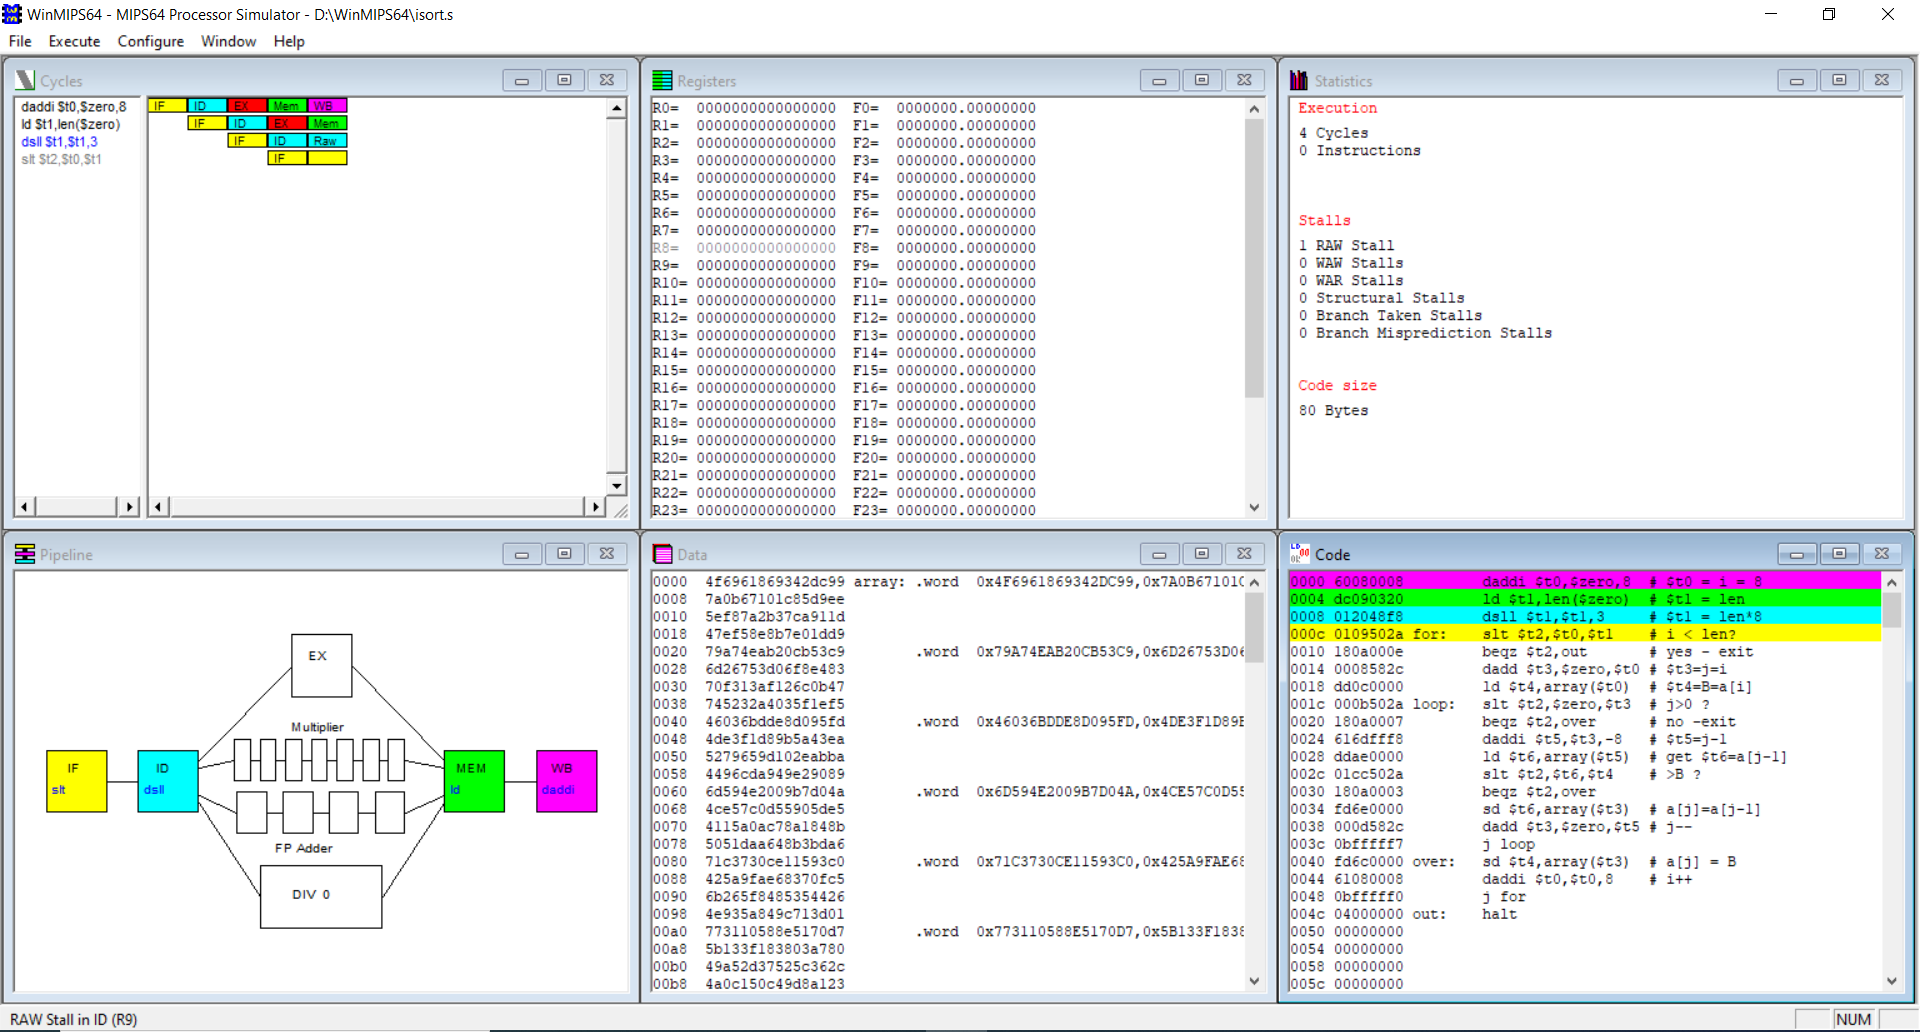 WinMIPS64 - MIPS64 Processor Simulator - D:\WinMIPS64\isort.s
File Execute Configure Window Help
Cycles
daddi $t0,$zero,8
ld $t1,len($zero)
dsll $t1,$t1,3
slt $t2,$t0,$t1
IF ID EX Mem WB
IF ID EX Mem
IF ID Raw
IF
Registers
R0= 0000000000000000 F0= 0000000.00000000
R1= 0000000000000000 F1= 0000000.00000000
R2= 0000000000000000 F2= 0000000.00000000
R3= 0000000000000000 F3= 0000000.00000000
R4= 0000000000000000 F4= 0000000.00000000
R5= 0000000000000000 F5= 0000000.00000000
R6= 0000000000000000 F6= 0000000.00000000
R7= 0000000000000000 F7= 0000000.00000000
R8= 0000000000000000 F8= 0000000.00000000
R9= 0000000000000000 F9= 0000000.00000000
R10= 0000000000000000 F10= 0000000.00000000
R11= 0000000000000000 F11= 0000000.00000000
R12= 0000000000000000 F12= 0000000.00000000
R13= 0000000000000000 F13= 0000000.00000000
R14= 0000000000000000 F14= 0000000.00000000
R15= 0000000000000000 F15= 0000000.00000000
R16= 0000000000000000 F16= 0000000.00000000
R17= 0000000000000000 F17= 0000000.00000000
R18= 0000000000000000 F18= 0000000.00000000
R19= 0000000000000000 F19= 0000000.00000000
R20= 0000000000000000 F20= 0000000.00000000
R21= 0000000000000000 F21= 0000000.00000000
R22= 0000000000000000 F22= 0000000.00000000
R23= 0000000000000000 F23= 0000000.00000000
Statistics
Execution
4 Cycles
0 Instructions
Stalls
1 RAW Stall
0 WAW Stalls
0 WAR Stalls
0 Structural Stalls
0 Branch Taken Stalls
0 Branch Misprediction Stalls
Code size
80 Bytes
Pipeline
EX
Multiplier
IF
slt
ID
dsll
MEM
ld
WB
daddi
FP Adder
DIV 0
Data
0000 4f6961869342dc99 array: .word 0x4F6961869342DC99,0x7A0B67101C
0008 7a0b67101c85d9ee
0010 5ef87a2b37ca911d
0018 47ef58e8b7e01dd9
0020 79a74eab20cb53c9 .word 0x79A74EAB20CB53C9,0x6D26753D06
0028 6d26753d06f8e483
0030 70f313af126c0b47
0038 745232a4035f1ef5
0040 46036bdde8d095fd .word 0x46036BDDE8D095FD,0x4DE3F1D89B
0048 4de3f1d89b5a43ea
0050 5279659d102eabba
0058 4496cda949e29089
0060 6d594e2009b7d04a .word 0x6D594E2009B7D04A,0x4CE57C0D55
0068 4ce57c0d55905de5
0070 4115a0ac78a1848b
0078 5051daa648b3bda6
0080 71c3730ce11593c0 .word 0x71C3730CE11593C0,0x425A9FAE68
0088 425a9fae68370fc5
0090 6b265f8485354426
0098 4e935a849c713d01
00a0 773110588e5170d7 .word 0x773110588E5170D7,0x5B133F1838
00a8 5b133f183803a780
00b0 49a52d37525c362c
00b8 4a0c150c49d8a123
Code
0000 60080008 daddi $t0,$zero,8 # $t0 = i = 8
0004 dc090320 ld $t1,len($zero) # $t1 = len
0008 012048f8 dsll $t1,$t1,3 # $t1 = len*8
000c 0109502a for: slt $t2,$t0,$t1 # i < len?
0010 180a000e beqz $t2,out # yes - exit
0014 0008582c dadd $t3,$zero,$t0 # $t3=j=i
0018 dd0c0000 ld $t4,array($t0) # $t4=B=a[i]
001c 000b502a loop: slt $t2,$zero,$t3 # j>0 ?
0020 180a0007 beqz $t2,over # no -exit
0024 616dfff8 daddi $t5,$t3,-8 # $t5=j-1
0028 ddae0000 ld $t6,array($t5) # get $t6=a[j-1]
002c 01cc502a slt $t2,$t6,$t4 # >B ?
0030 180a0003 beqz $t2,over
0034 fd6e0000 sd $t6,array($t3) # a[j]=a[j-1]
0038 000d582c dadd $t3,$zero,$t5 # j--
003c 0bfffff7 j loop
0040 fd6c0000 over: sd $t4,array($t3) # a[j] = B
0044 61080008 daddi $t0,$t0,8 # i++
0048 0bfffff0 j for
004c 04000000 out: halt
0050 00000000
0054 00000000
0058 00000000
005c 00000000
RAW Stall in ID (R9)
NUM